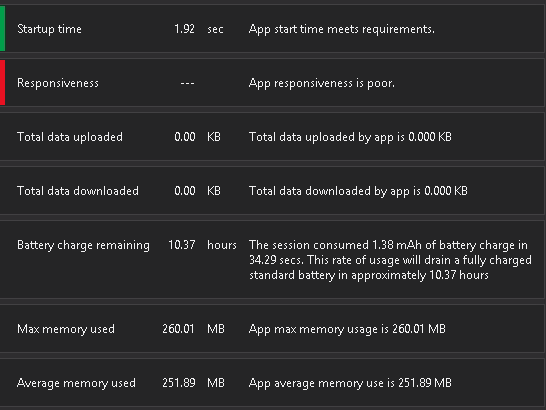 Startup time 1.92 sec App start time meets requirements.
Responsiveness --- App responsiveness is poor.
Total data uploaded 0.00 KB Total data uploaded by app is 0.000 KB
Total data downloaded 0.00 KB Total data downloaded by app is 0.000 KB
Battery charge remaining 10.37 hours The session consumed 1.38 mAh of battery charge in
34.29 secs. This rate of usage will drain a fully charged
standard battery in approximately 10.37 hours
Max memory used 260.01 MB App max memory usage is 260.01 MB
Average memory used 251.89 MB App average memory use is 251.89 MB